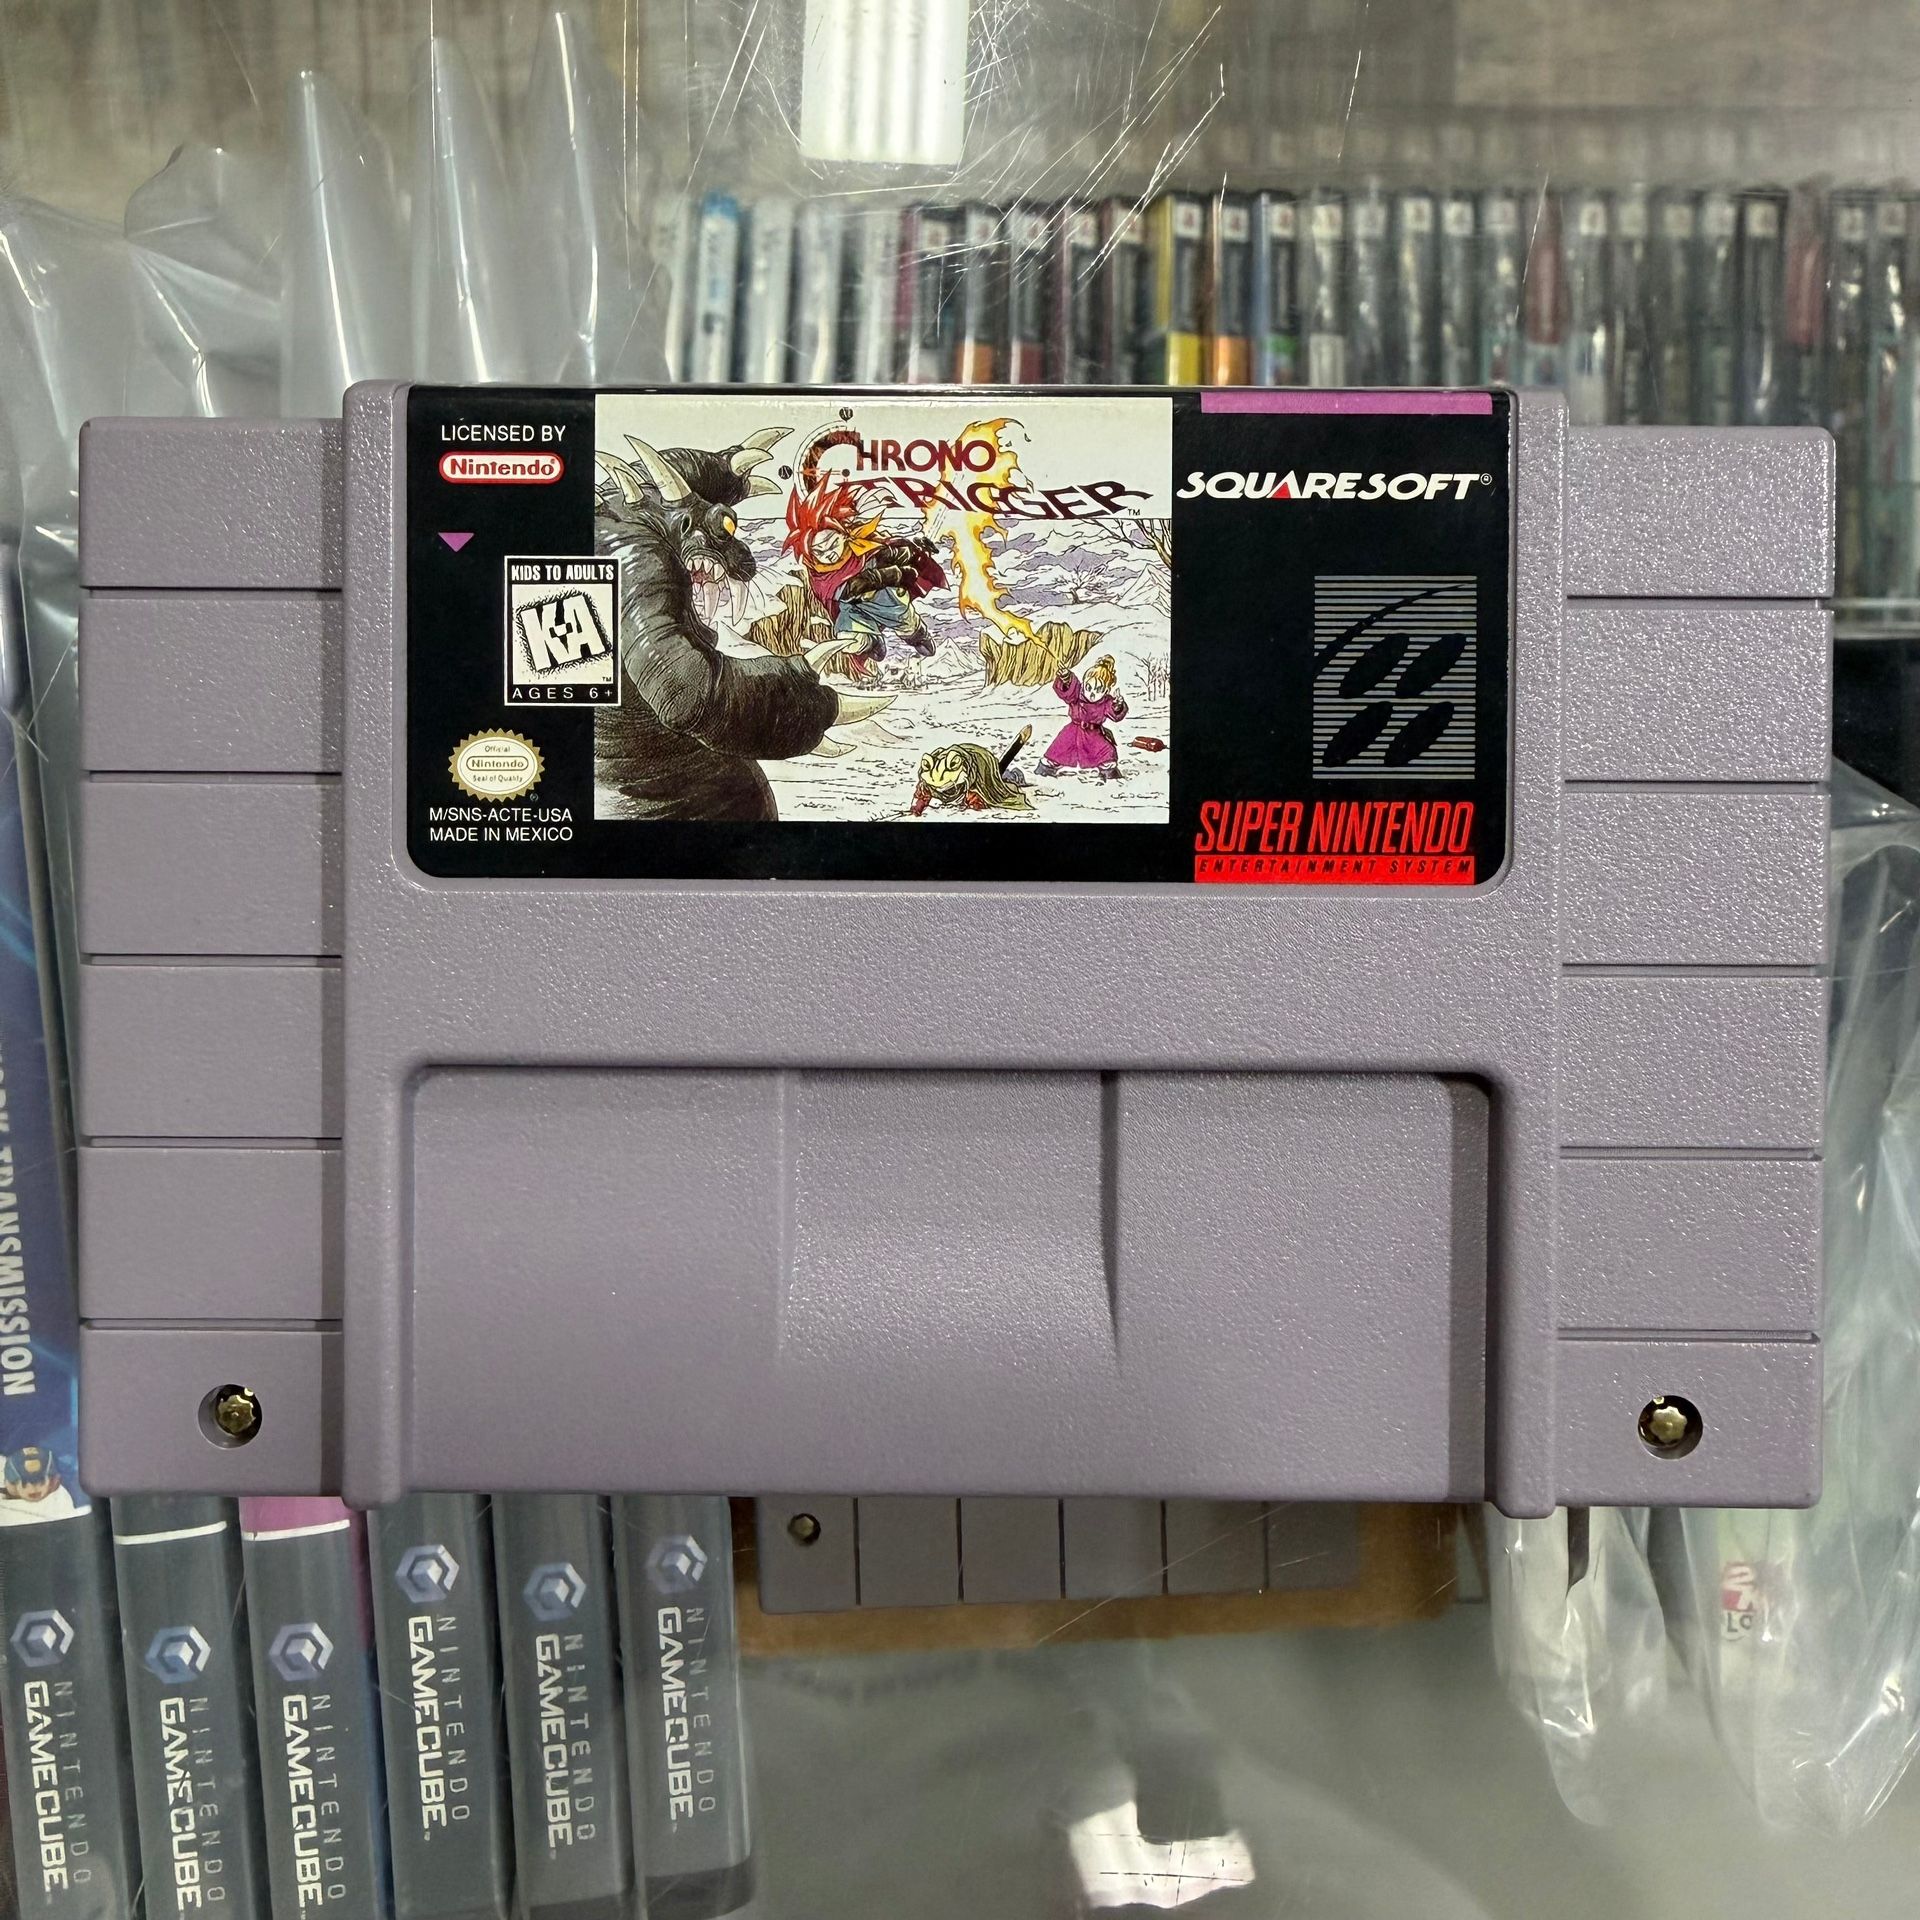 LICENSED BY
Nintendo®
CHRONO
TRIGGER™
SQUARESOFT®
KIDS TO ADULTS
K-A
™
AGES 6+
Official
Nintendo
Seal of Quality
®
M/SNS-ACTE-USA
MADE IN MEXICO
SUPER NINTENDO
ENTERTAINMENT SYSTEM
TRANSMISSION
NINTENDO
GAMECUBE
NINTENDO
GAMECUBE
NINTENDO
GAMECUBE
NINTENDO
GAMECUBE
NINTENDO
GAMECUBE
NINTENDO
GAMECUBE